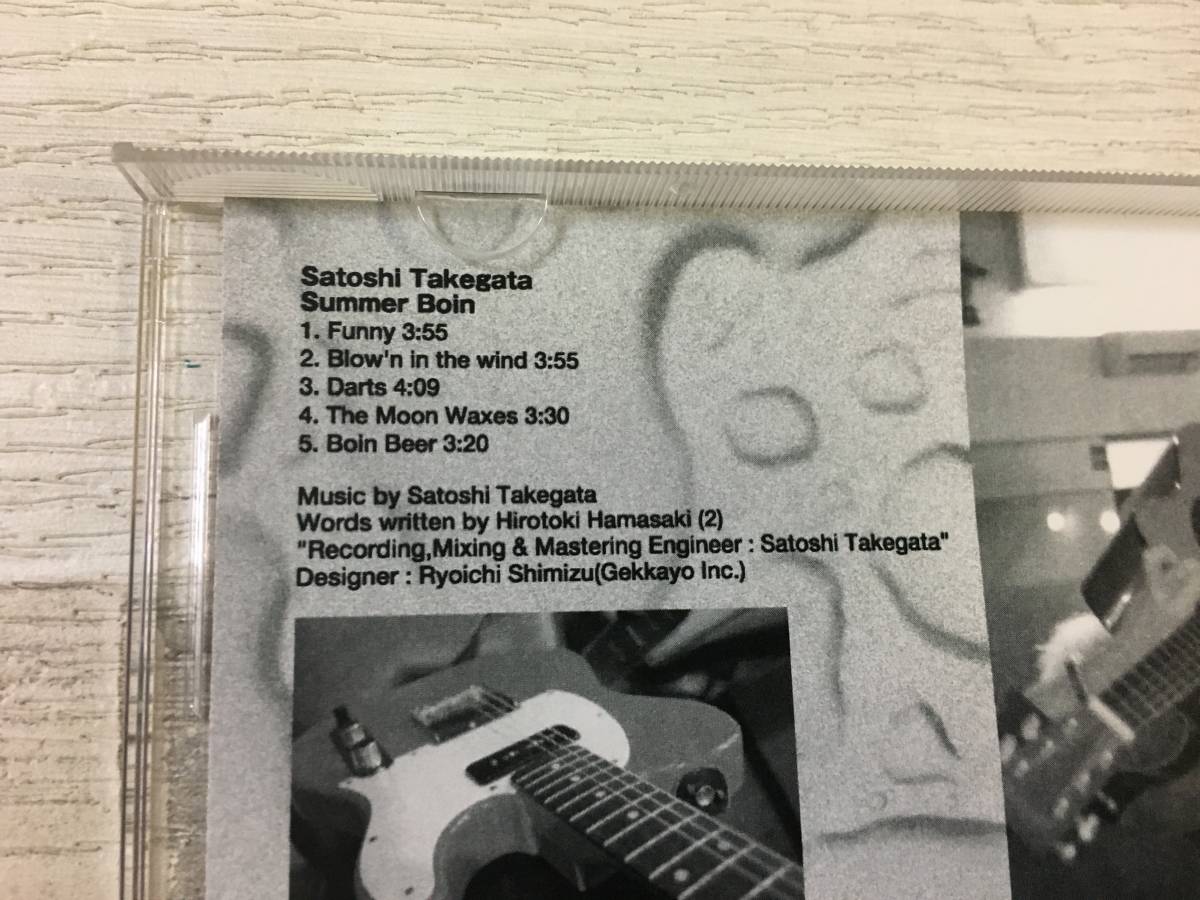 Satoshi Takegata
Summer Boin
1. Funny 3:55
2. Blow'n in the wind 3:55
3. Darts 4:09
4. The Moon Waxes 3:30
5. Boin Beer 3:20
Music by Satoshi Takegata
Words written by Hirotoki Hamasaki (2)
"Recording,Mixing & Mastering Engineer : Satoshi Takegata"
Designer : Ryoichi Shimizu(Gekkayo Inc.)